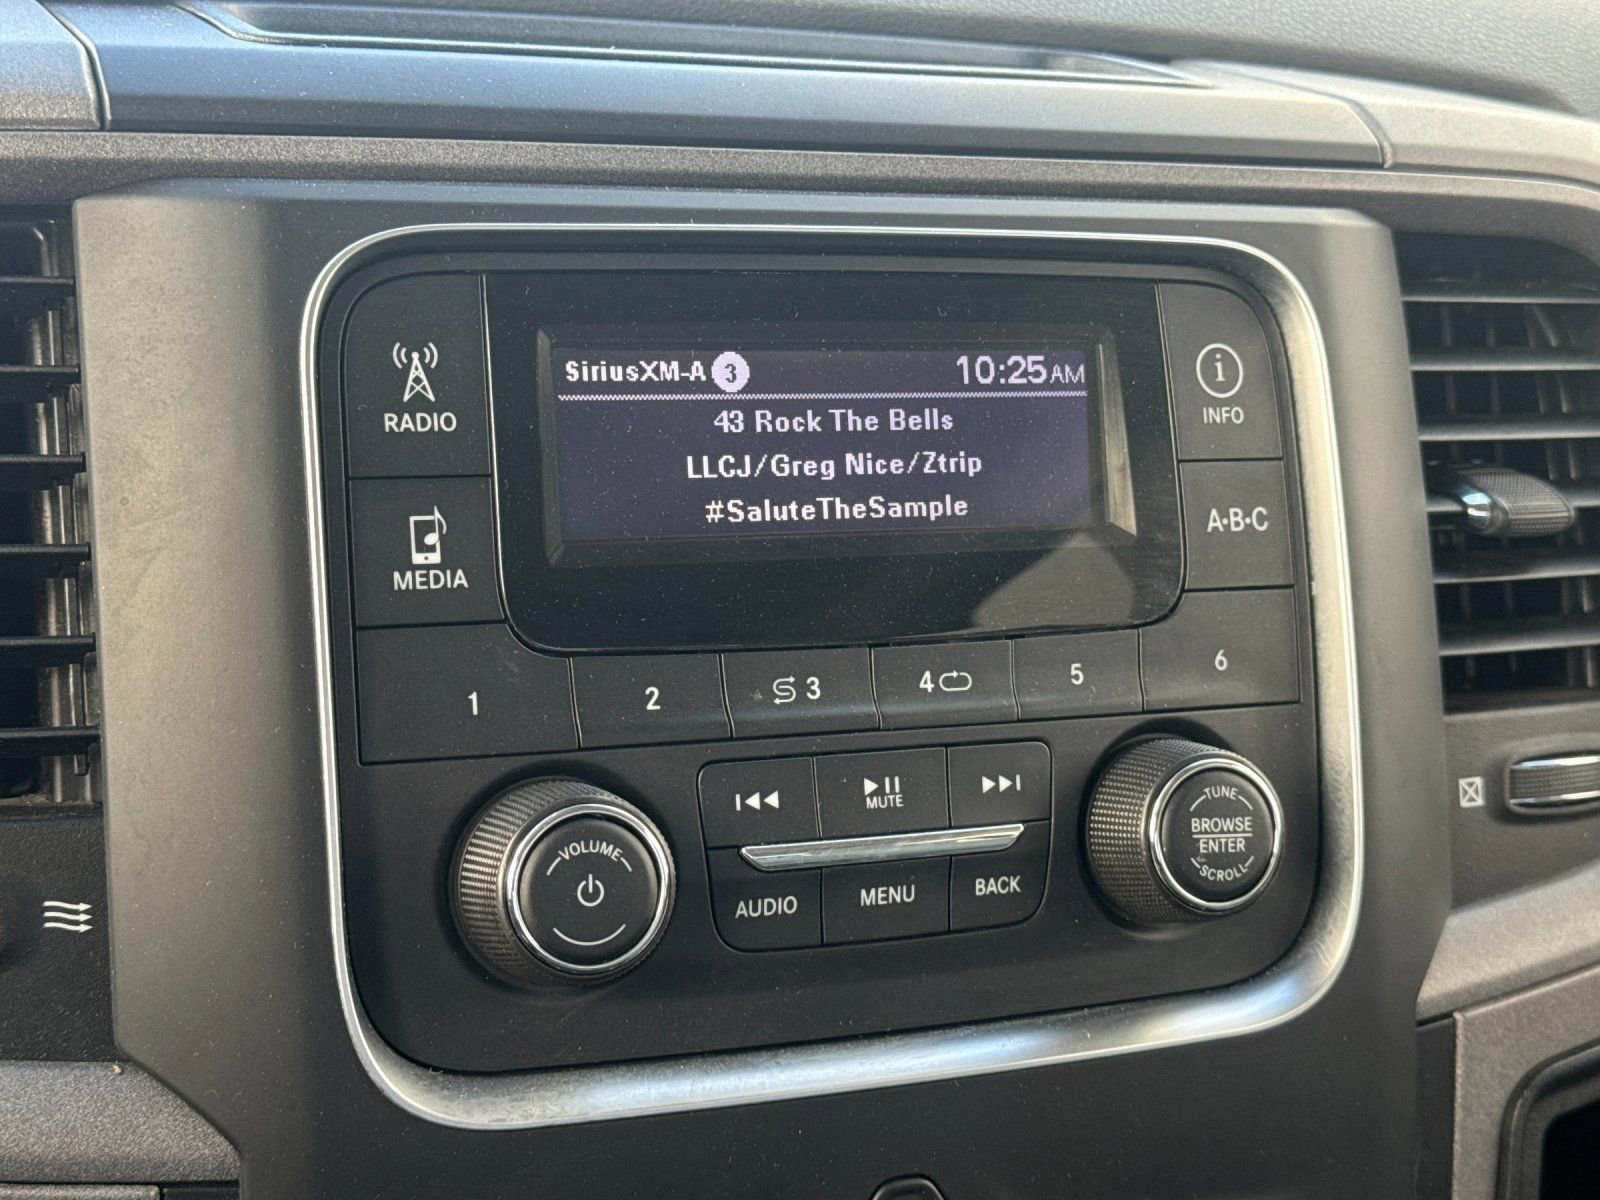 SiriusXM-A 3 10:25AM
43 Rock The Bells
LLCJ/Greg Nice/Ztrip
#SaluteTheSample
RADIO
INFO
MEDIA
A·B·C
1 2 3 4 5 6
MUTE
VOLUME
AUDIO MENU BACK
TUNE
BROWSE
ENTER
SCROLL